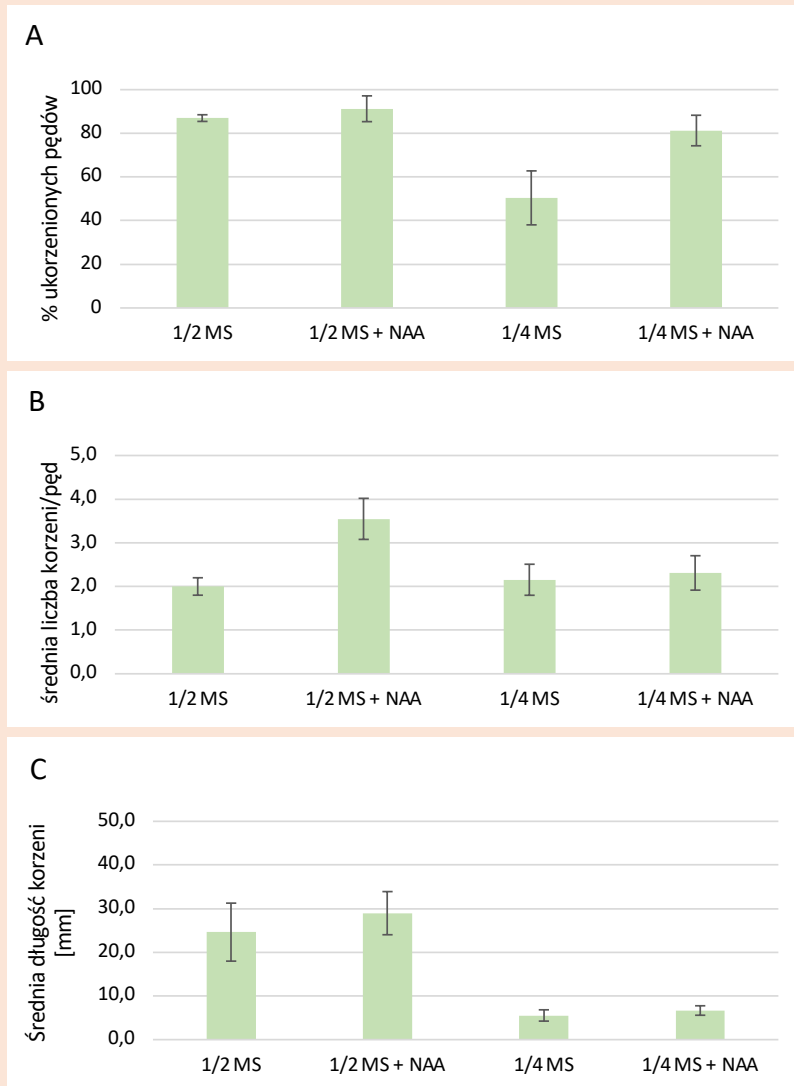 A
% ukorzenionych pędów
100
80
60
40
20
0
1/2 MS
1/2 MS + NAA
1/4 MS
1/4 MS + NAA
B
średnia liczba korzeni/pęd
5,0
4,0
3,0
2,0
1,0
0,0
1/2 MS
1/2 MS + NAA
1/4 MS
1/4 MS + NAA
C
Średnia długość korzeni
[mm]
50,0
40,0
30,0
20,0
10,0
0,0
1/2 MS
1/2 MS + NAA
1/4 MS
1/4 MS + NAA